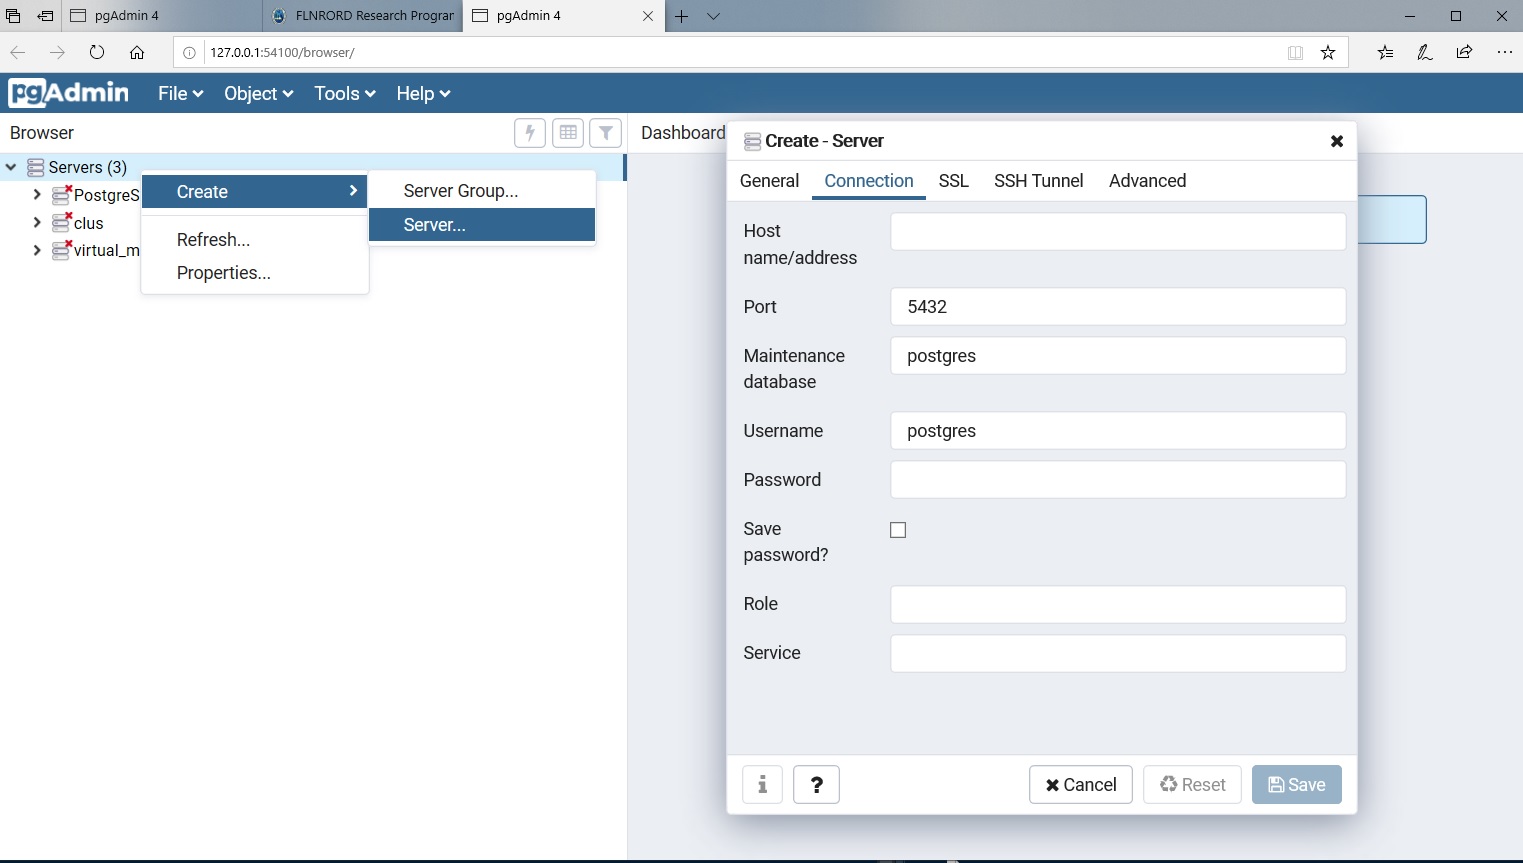 pgAdmin 4
FLNRORD Research Prograr
pgAdmin 4
127.0.0.1:54100/browser/
pgAdmin
File
Object
Tools
Help
Browser
Dashboard
Servers (3)
PostgreS
clus
virtual_m
Create
Refresh...
Properties...
Server Group...
Server...
Create - Server
General
Connection
SSL
SSH Tunnel
Advanced
Host
name/address
Port
5432
Maintenance
database
postgres
Username
postgres
Password
Save
password?
Role
Service
i
?
Cancel
Reset
Save